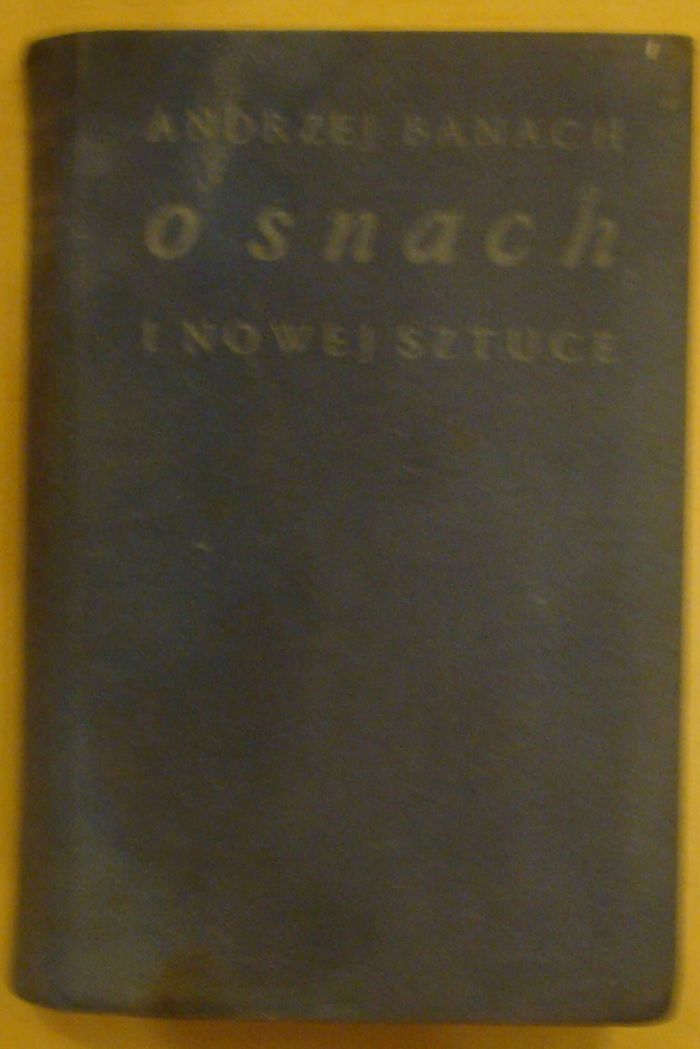 ANDRZEJ BANACH
o snach
I NOWEJ SZTUCE